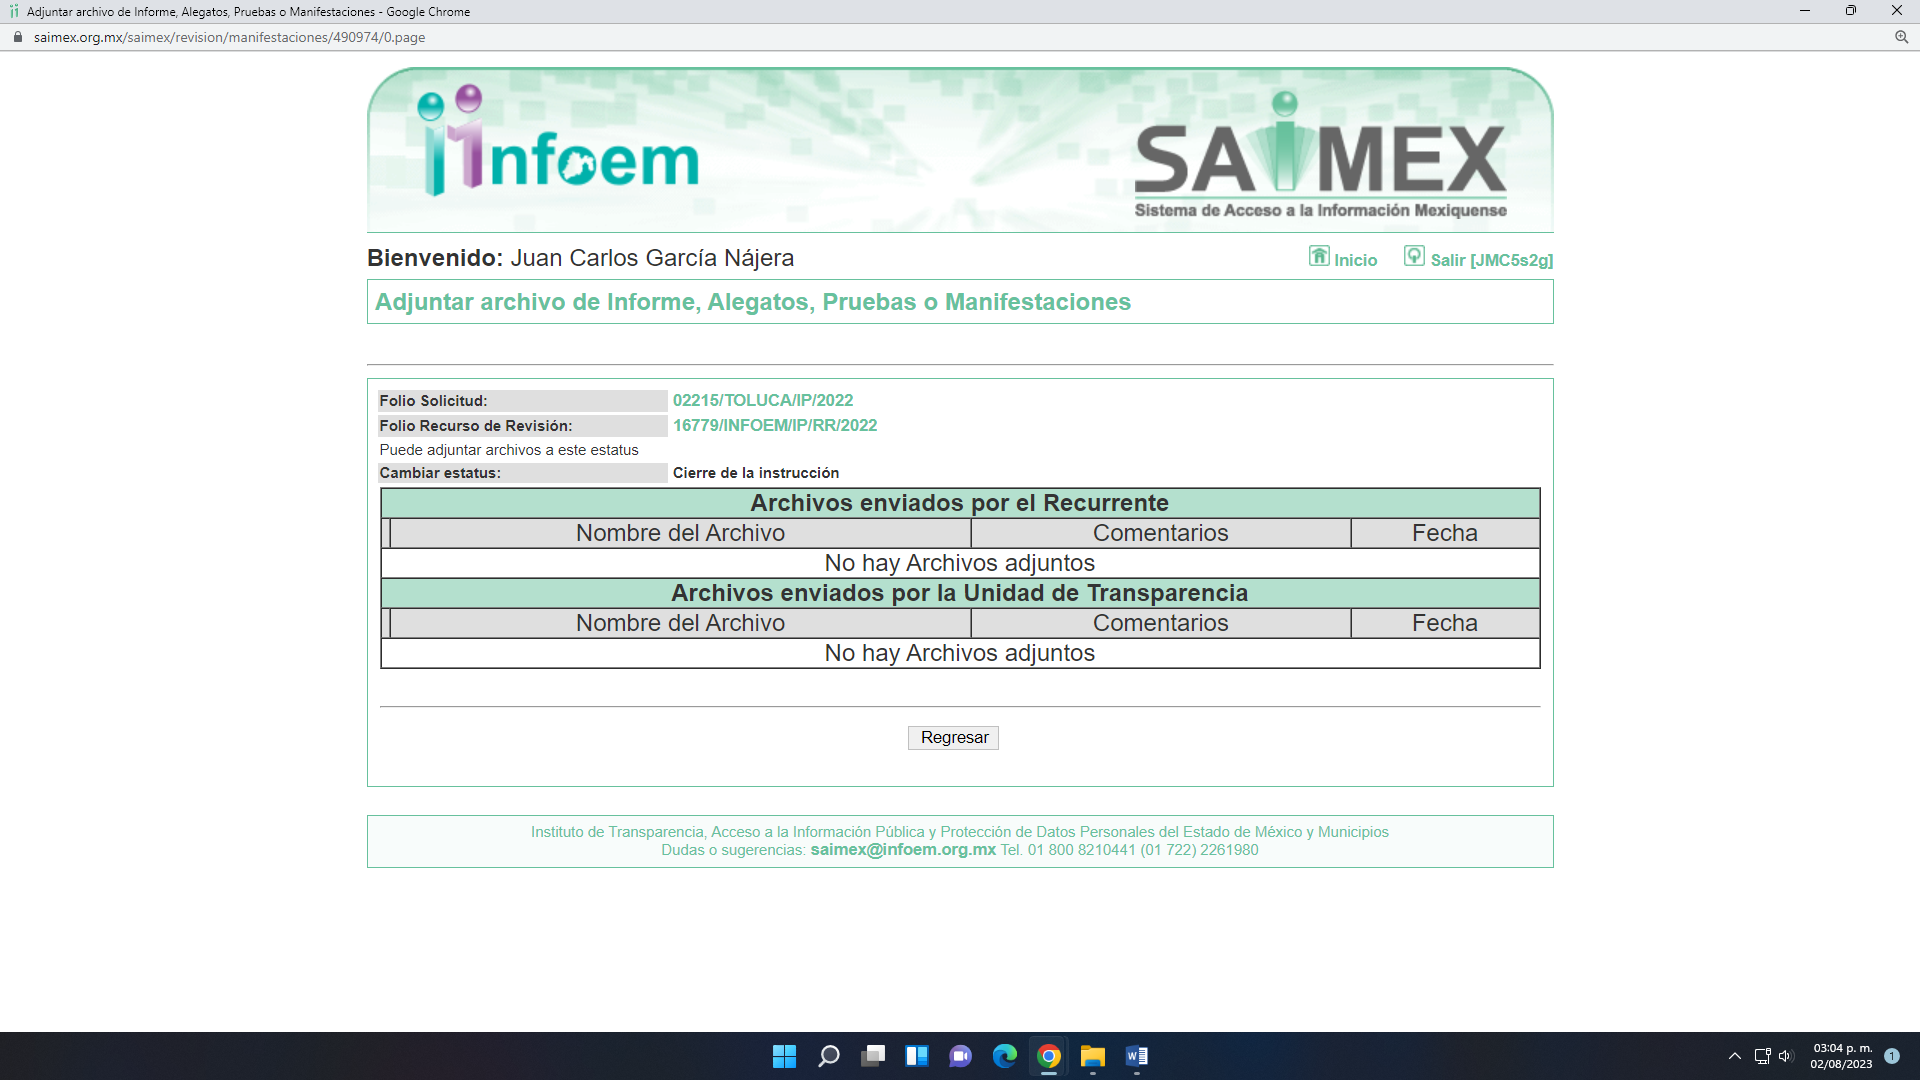 Adjuntar archivo de Informe, Alegatos, Pruebas o Manifestaciones - Google Chrome
saimex.org.mx/saimex/revision/manifestaciones/490974/0.page
infoem
SAIMEX
Sistema de Acceso a la Información Mexiquense
Bienvenido: Juan Carlos García Nájera
Inicio
Salir [JMC5s2g]
Adjuntar archivo de Informe, Alegatos, Pruebas o Manifestaciones
Folio Solicitud: 02215/TOLUCA/IP/2022
Folio Recurso de Revisión: 16779/INFOEM/IP/RR/2022
Puede adjuntar archivos a este estatus
Cambiar estatus: Cierre de la instrucción
Archivos enviados por el Recurrente
Nombre del Archivo Comentarios Fecha
No hay Archivos adjuntos
Archivos enviados por la Unidad de Transparencia
Nombre del Archivo Comentarios Fecha
No hay Archivos adjuntos
Regresar
Instituto de Transparencia, Acceso a la Información Pública y Protección de Datos Personales del Estado de México y Municipios
Dudas o sugerencias: saimex@infoem.org.mx Tel. 01 800 8210441 (01 722) 2261980
03:04 p. m.
02/08/2023
1